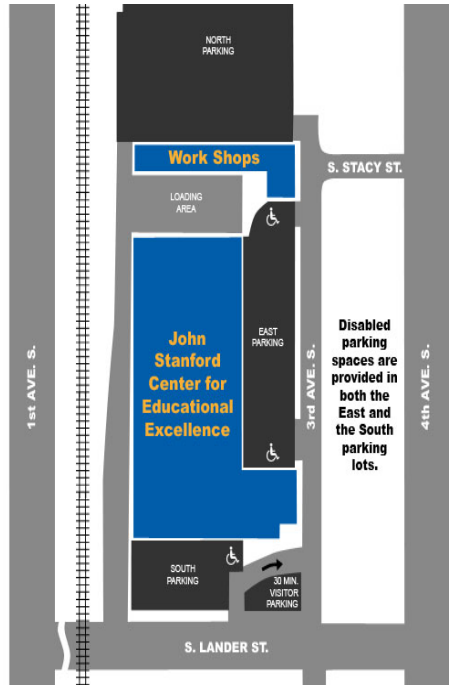 NORTH
PARKING
Work Shops
S. STACY ST.
LOADING
AREA
1st AVE. S.
John
Stanford
Center for
Educational
Excellence
EAST
PARKING
3rd AVE. S.
Disabled
parking
spaces are
provided in
both the
East and
the South
parking
lots.
4th AVE. S.
SOUTH
PARKING
30 MIN.
VISITOR
PARKING
S. LANDER ST.